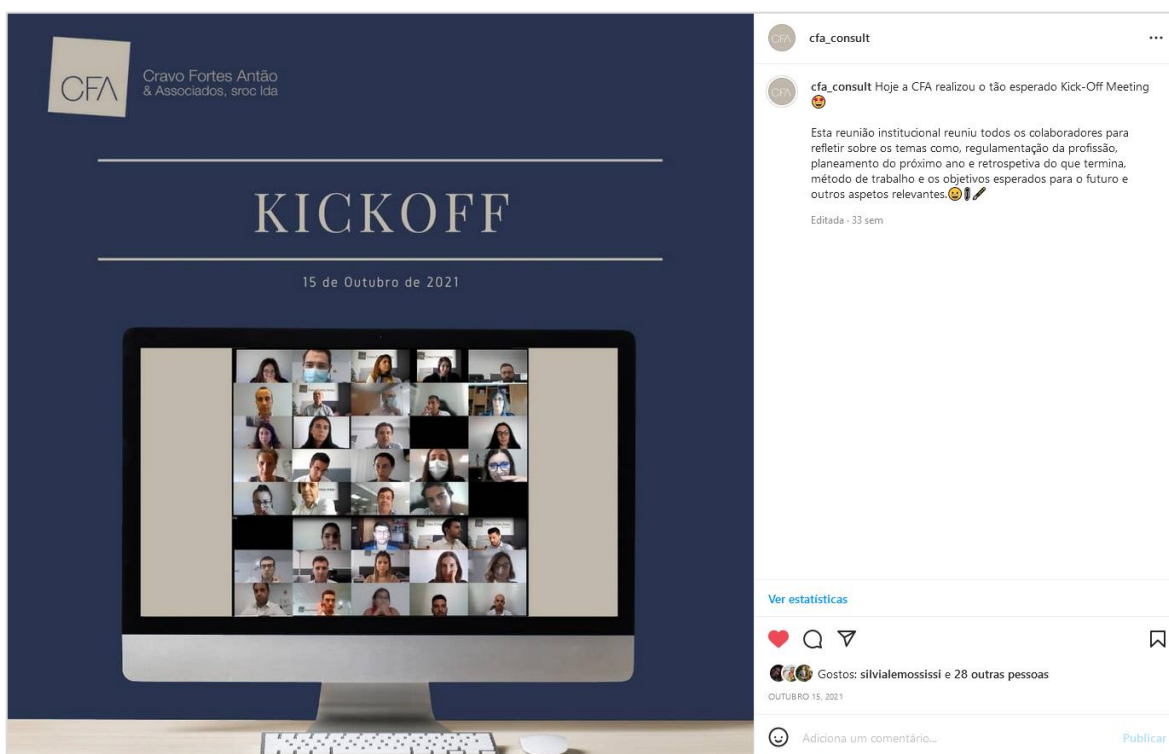 CFA
Cravo Fortes Antão
& Associados, sroc lda
KICKOFF
15 de Outubro de 2021
cfa_consult
cfa_consult Hoje a CFA realizou o tão esperado Kick-Off Meeting
🤩
Esta reunião institucional reuniu todos os colaboradores para
refletir sobre os temas como, regulamentação da profissão,
planeamento do próximo ano e retrospetiva do que termina,
método de trabalho e os objetivos esperados para o futuro e
outros aspetos relevantes.
Editada · 33 sem
Ver estatísticas
Gostos: silvialemossissi e 28 outras pessoas
OUTUBRO 15, 2021
Adiciona um comentário...
Publicar